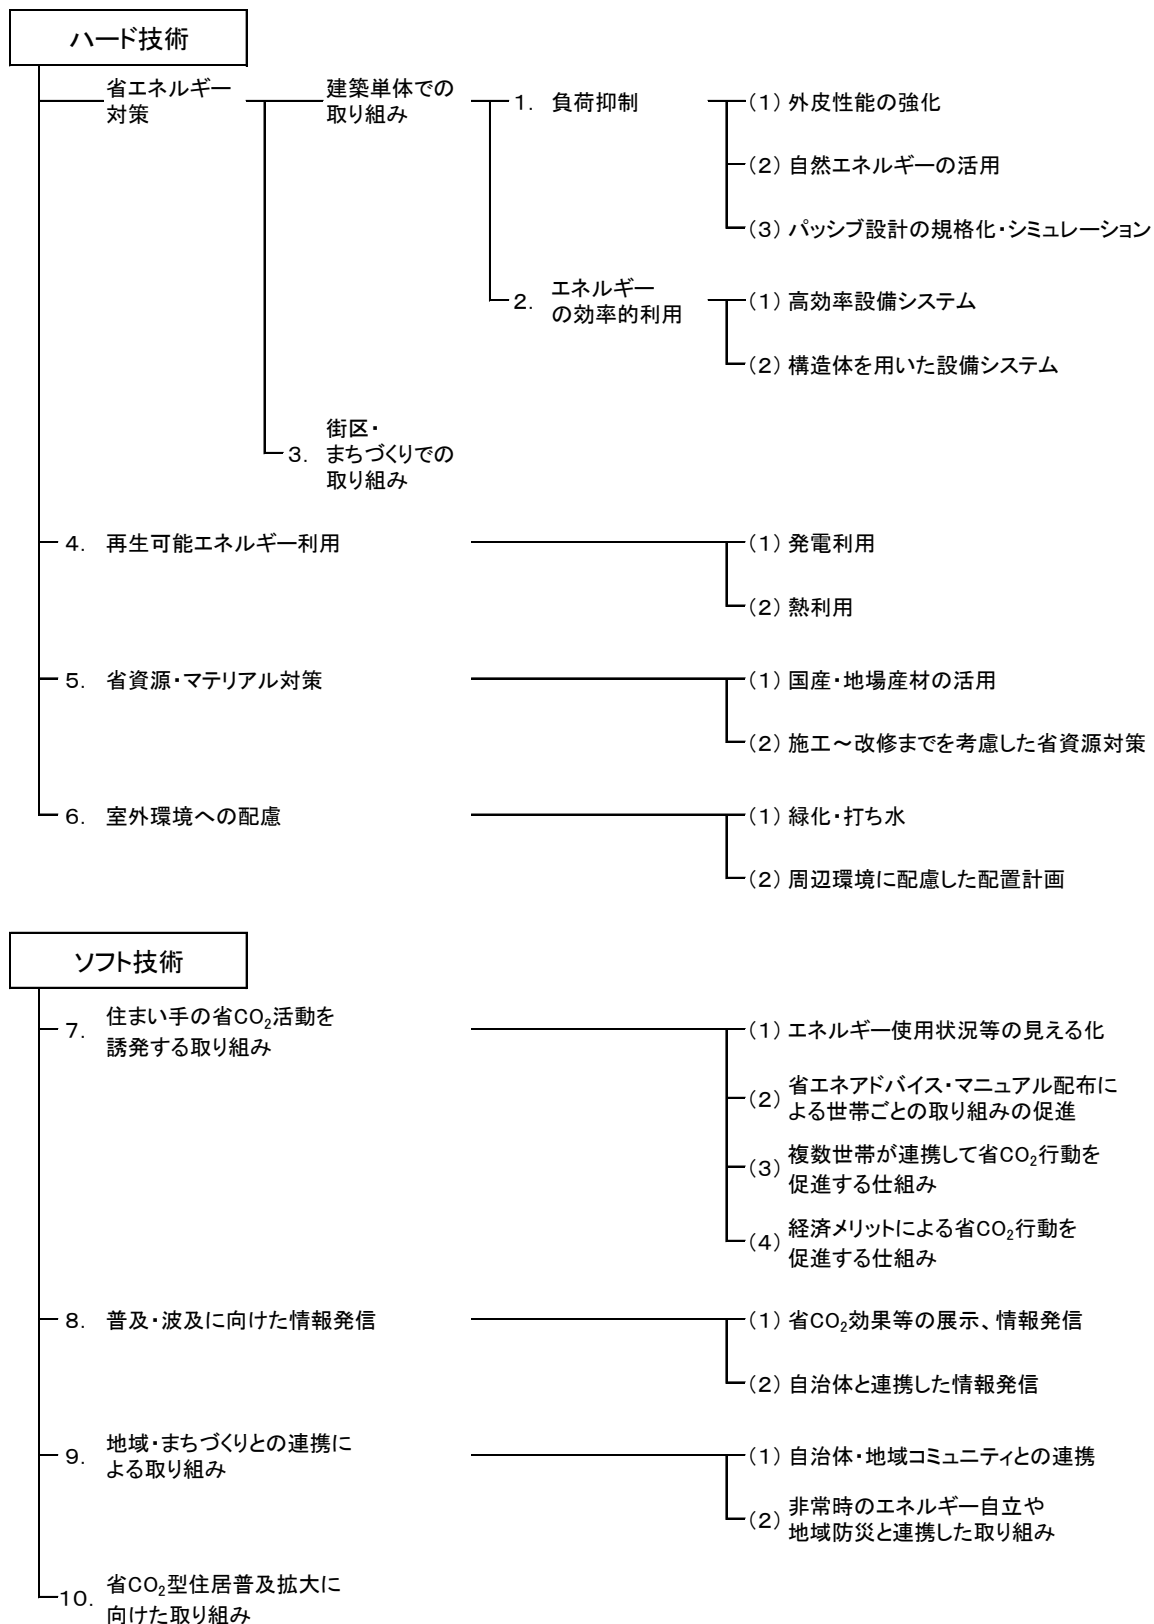 ハード技術
省エネルギー
対策
建築単体での
取り組み
1. 負荷抑制
(1) 外皮性能の強化
(2) 自然エネルギーの活用
(3) パッシブ設計の規格化・シミュレーション
2. エネルギー
の効率的利用
(1) 高効率設備システム
(2) 構造体を用いた設備システム
3. 街区・
まちづくりでの
取り組み
4. 再生可能エネルギー利用
(1) 発電利用
(2) 熱利用
5. 省資源・マテリアル対策
(1) 国産・地場産材の活用
(2) 施工～改修までを考慮した省資源対策
6. 室外環境への配慮
(1) 緑化・打ち水
(2) 周辺環境に配慮した配置計画
ソフト技術
7. 住まい手の省CO₂活動を
誘発する取り組み
(1) エネルギー使用状況等の見える化
(2) 省エネアドバイス・マニュアル配布に
よる世帯ごとの取り組みの促進
(3) 複数世帯が連携して省CO₂行動を
促進する仕組み
(4) 経済メリットによる省CO₂行動を
促進する仕組み
8. 普及・波及に向けた情報発信
(1) 省CO₂効果等の展示、情報発信
(2) 自治体と連携した情報発信
9. 地域・まちづくりとの連携に
よる取り組み
(1) 自治体・地域コミュニティとの連携
(2) 非常時のエネルギー自立や
地域防災と連携した取り組み
10. 省CO₂型住居普及拡大に
向けた取り組み